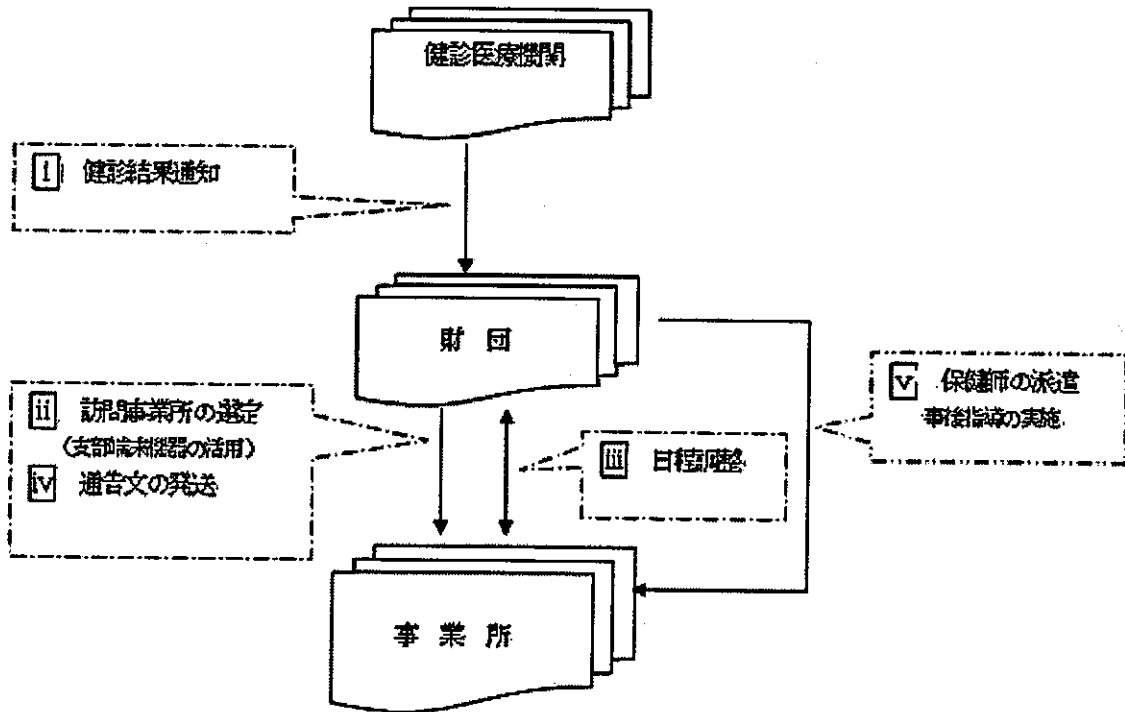 健診医療機関
i 健診結果通知
財 団
ii 訪問事業所の選定
(支部端末機器の活用)
iv 通告文の発送
iii 日程調整
v 保健師の派遣
事後指導の実施
事 業 所